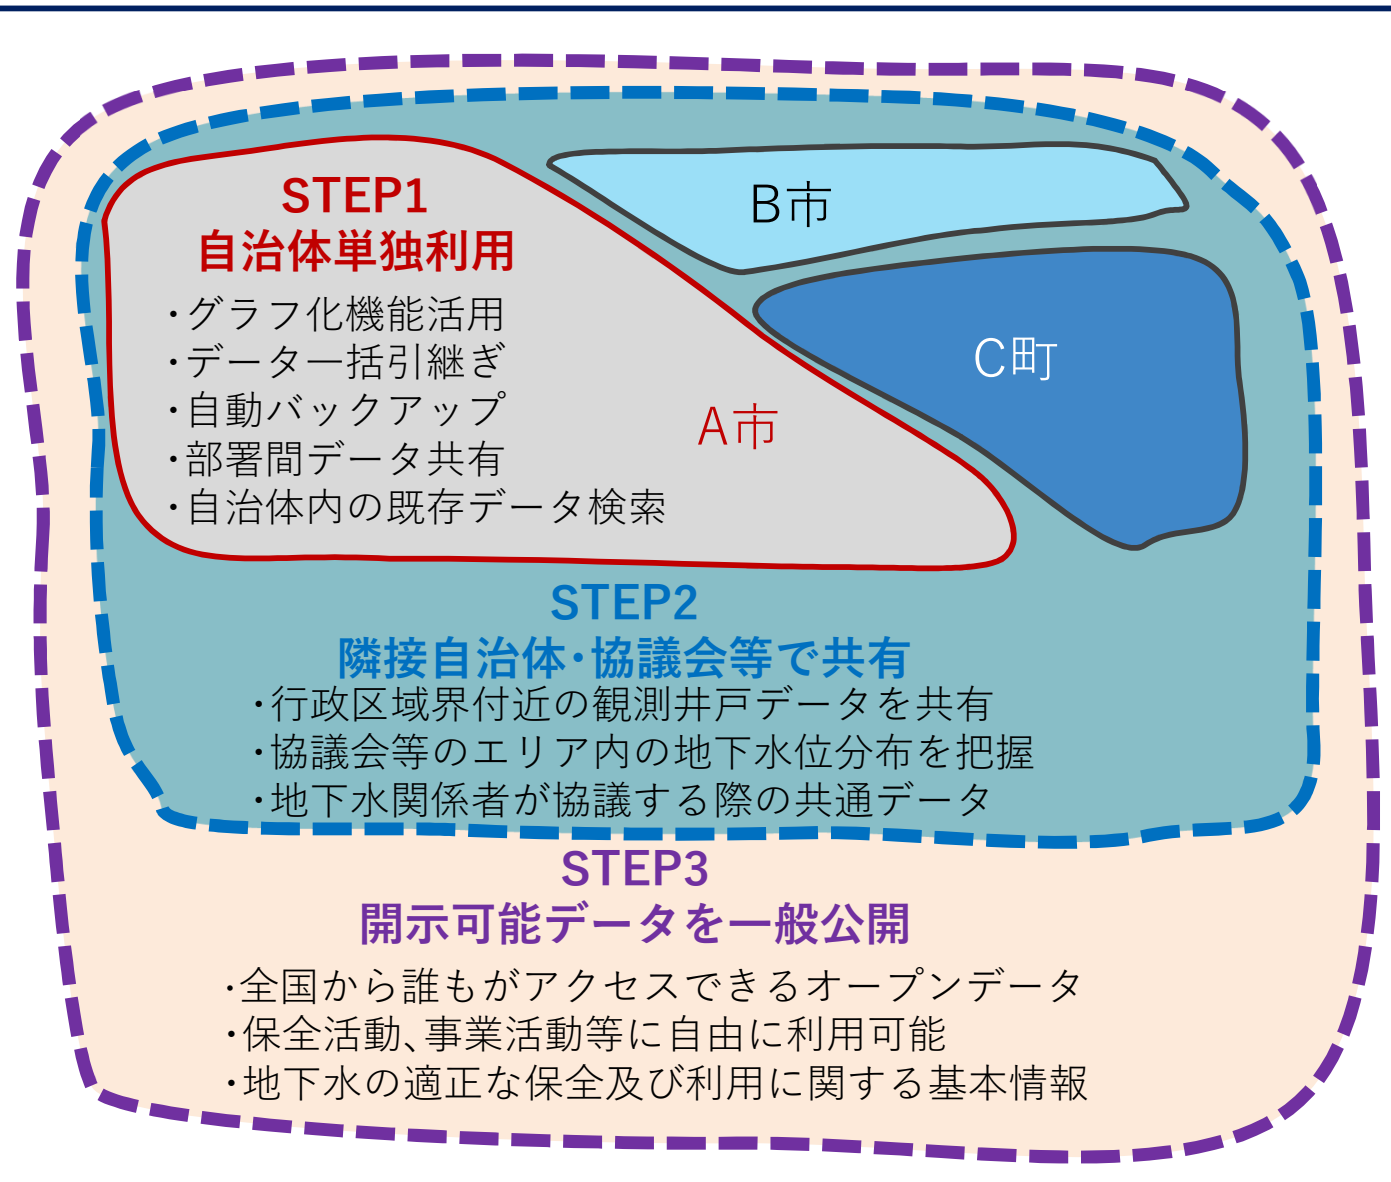 STEP1
自治体単独利用
・グラフ化機能活用
・データ一括引継ぎ
・自動バックアップ
・部署間データ共有
・自治体内の既存データ検索
A市
B市
C町
STEP2
隣接自治体・協議会等で共有
・行政区域界付近の観測井戸データを共有
・協議会等のエリア内の地下水位分布を把握
・地下水関係者が協議する際の共通データ
STEP3
開示可能データを一般公開
・全国から誰もがアクセスできるオープンデータ
・保全活動、事業活動等に自由に利用可能
・地下水の適正な保全及び利用に関する基本情報